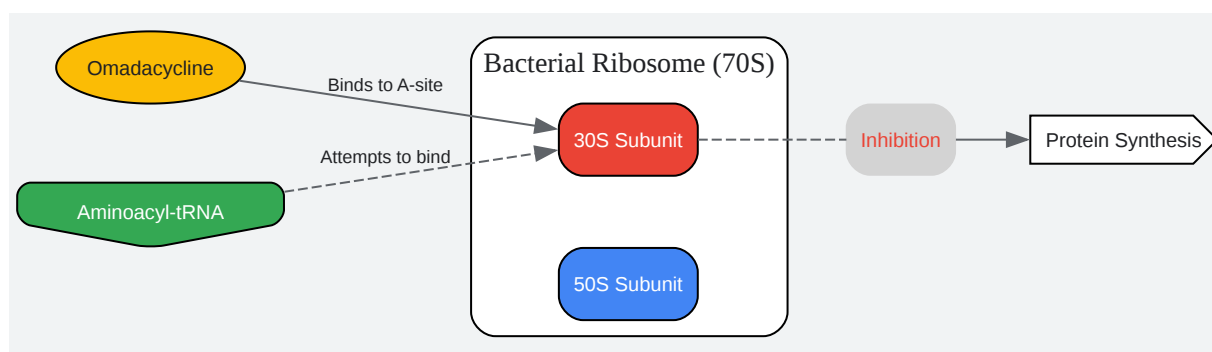 Omadacycline
Binds to A-site
Attempts to bind
Aminoacyl-tRNA
Bacterial Ribosome (70S)
30S Subunit
50S Subunit
Inhibition
Protein Synthesis